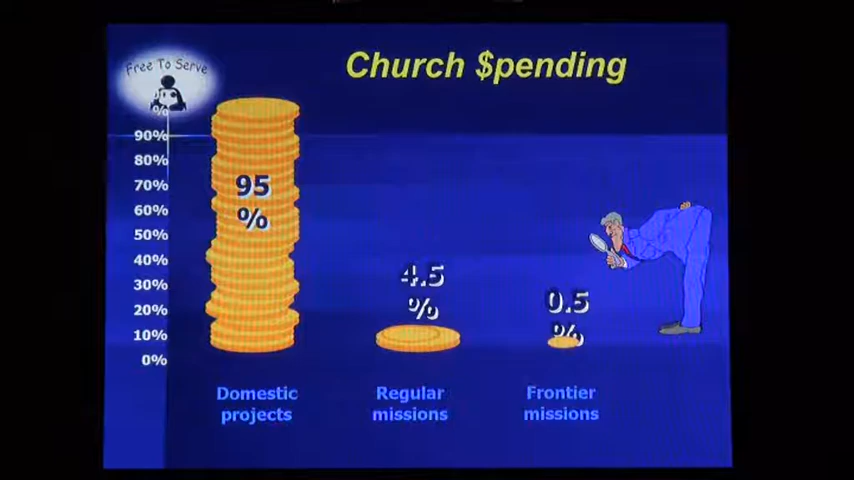 Church $pending
Free To Serve
%
90%
80%
70%
60%
50%
40%
30%
20%
10%
0%
95
%
4.5
%
0.5
%
Domestic
projects
Regular
missions
Frontier
missions